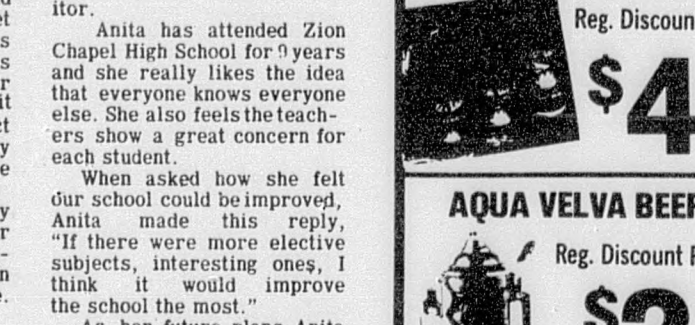 itor.
Anita has attended Zion
Chapel High School for 9 years
and she really likes the idea
that everyone knows everyone
else. She also feels the teach-
ers show a great concern for
each student.
When asked how she felt
our school could be improved,
Anita made this reply,
"If there were more elective
subjects, interesting ones, I
think it would improve
the school the most."
Reg. Discoun
$4
AQUA VELVA BEEF
Reg. Discount